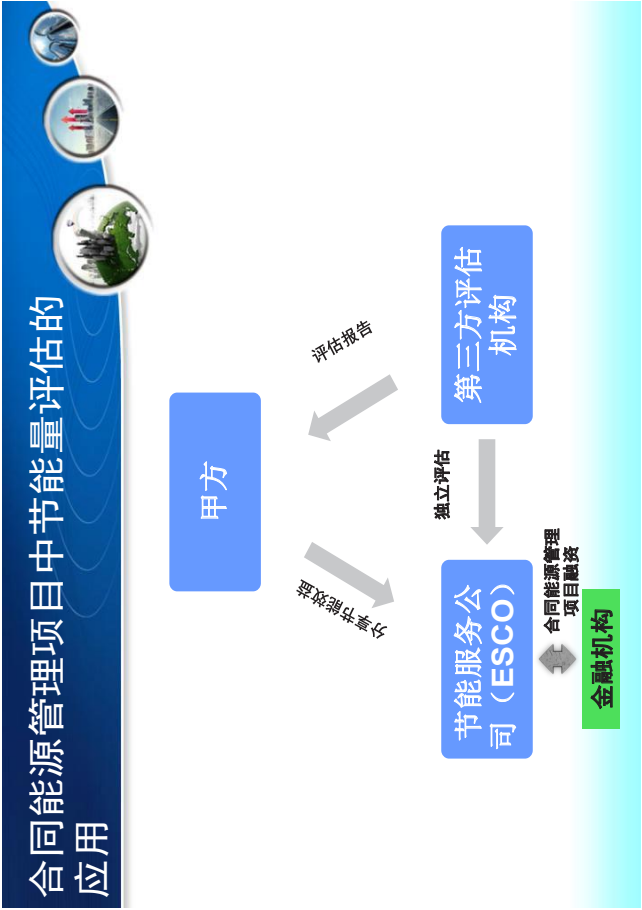 合同能源管理项目中节能量评估的
应用
甲方
分享节能效益
评估报告
节能服务公
司（ESCO）
独立评估
第三方评估
机构
合同能源管理
项目融资
金融机构